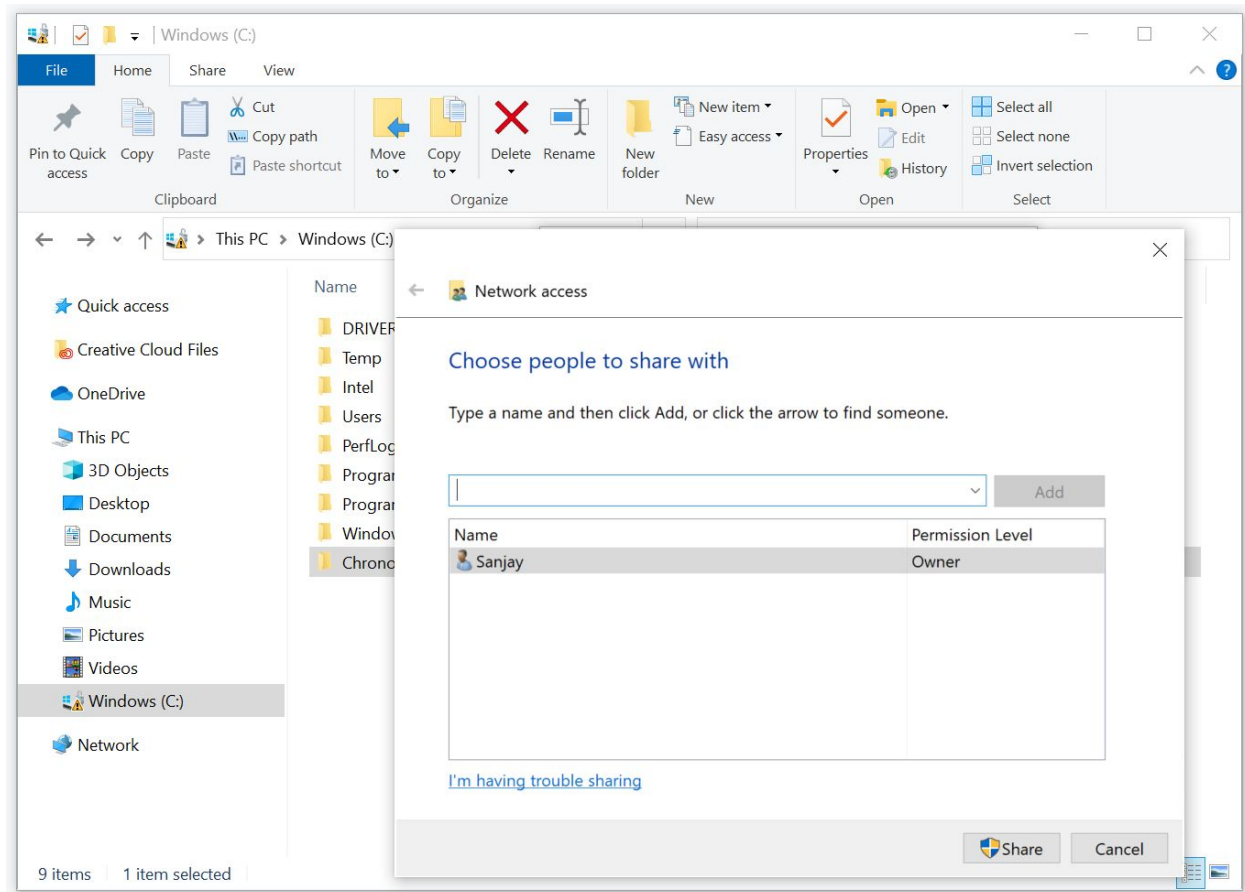 Windows (C:)
File Home Share View
Pin to Quick access
Copy
Paste
Cut
Copy path
Paste shortcut
Clipboard
Move to
Copy to
Delete
Rename
Organize
New folder
New item
Easy access
New
Properties
Open
Edit
History
Open
Select all
Select none
Invert selection
Select
This PC > Windows (C:)
Quick access
Creative Cloud Files
OneDrive
This PC
3D Objects
Desktop
Documents
Downloads
Music
Pictures
Videos
Windows (C:)
Network
Name
Temp
Intel
Users
Network access
Choose people to share with
Type a name and then click Add, or click the arrow to find someone.
Add
Name Permission Level
Sanjay Owner
I'm having trouble sharing
Share Cancel
9 items 1 item selected